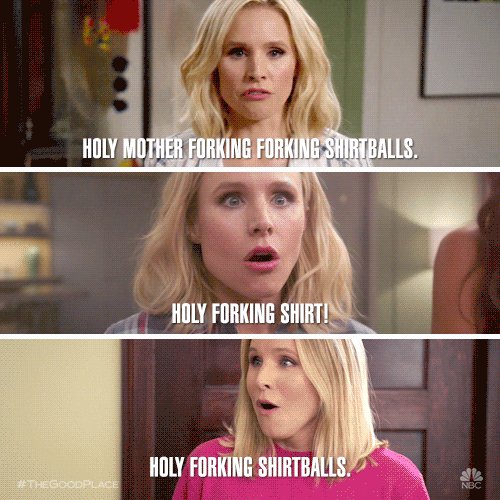 HOLY MOTHER FORKING FORKING SHIRTBALLS.
HOLY FORKING SHIRT!
HOLY FORKING SHIRTBALLS.
#THEGOODPLACE
NBC